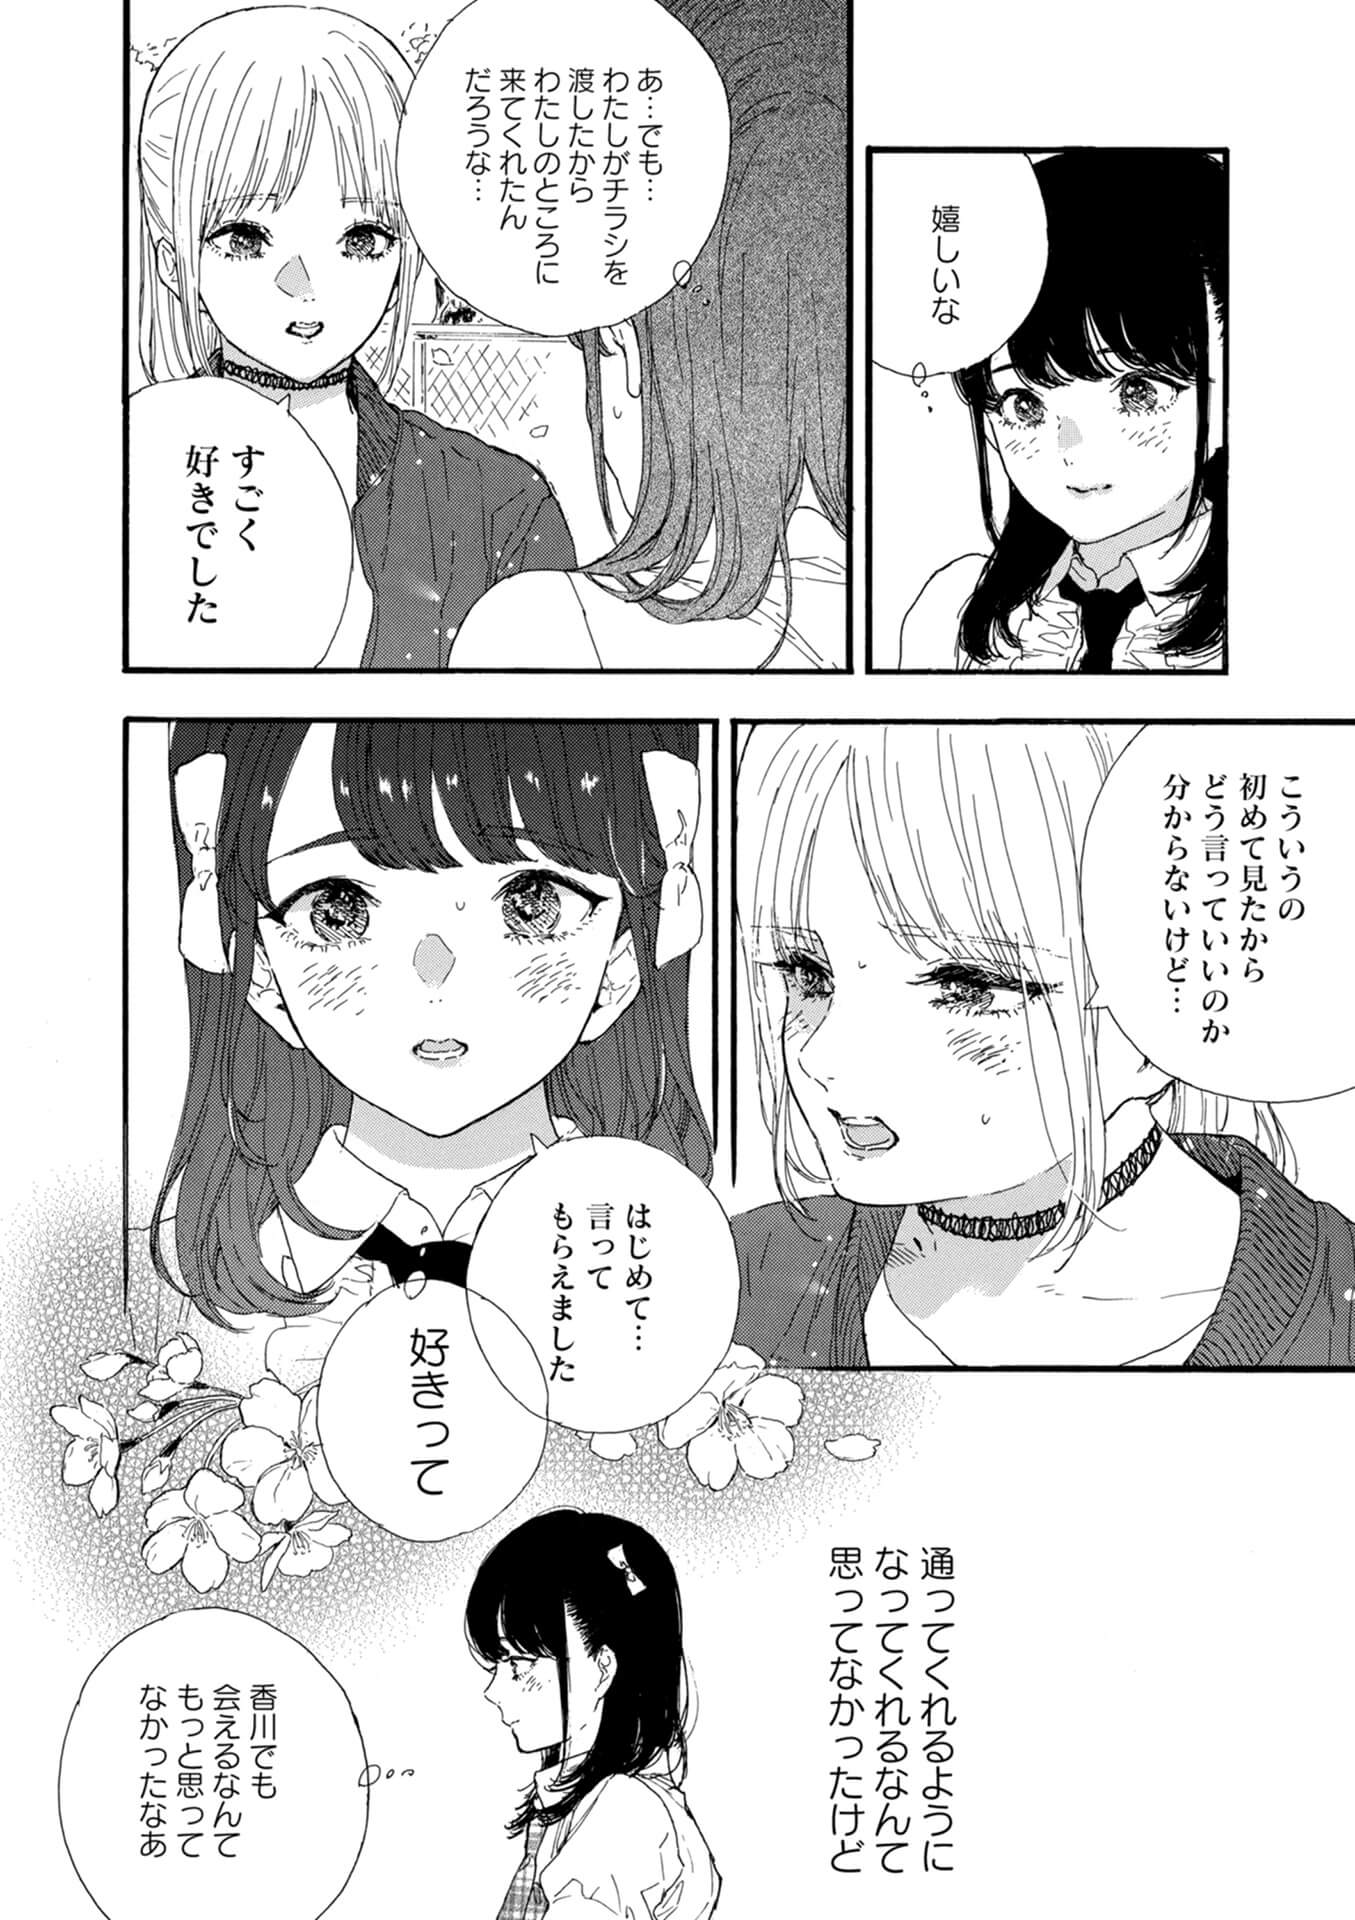 嬉しいな
あ…でも…
わたしがチラシを
渡したから
わたしのところに
来てくれたん
だろうな…
すごく
好きでした
こういうの
初めて見たから
どう言っていいのか
分からないけど…
はじめて…
言って
もらえました
好きって
通ってくれるように
なってくれるなんて
思ってなかったけど
香川でも
会えるなんて
もっと思って
なかったなあ